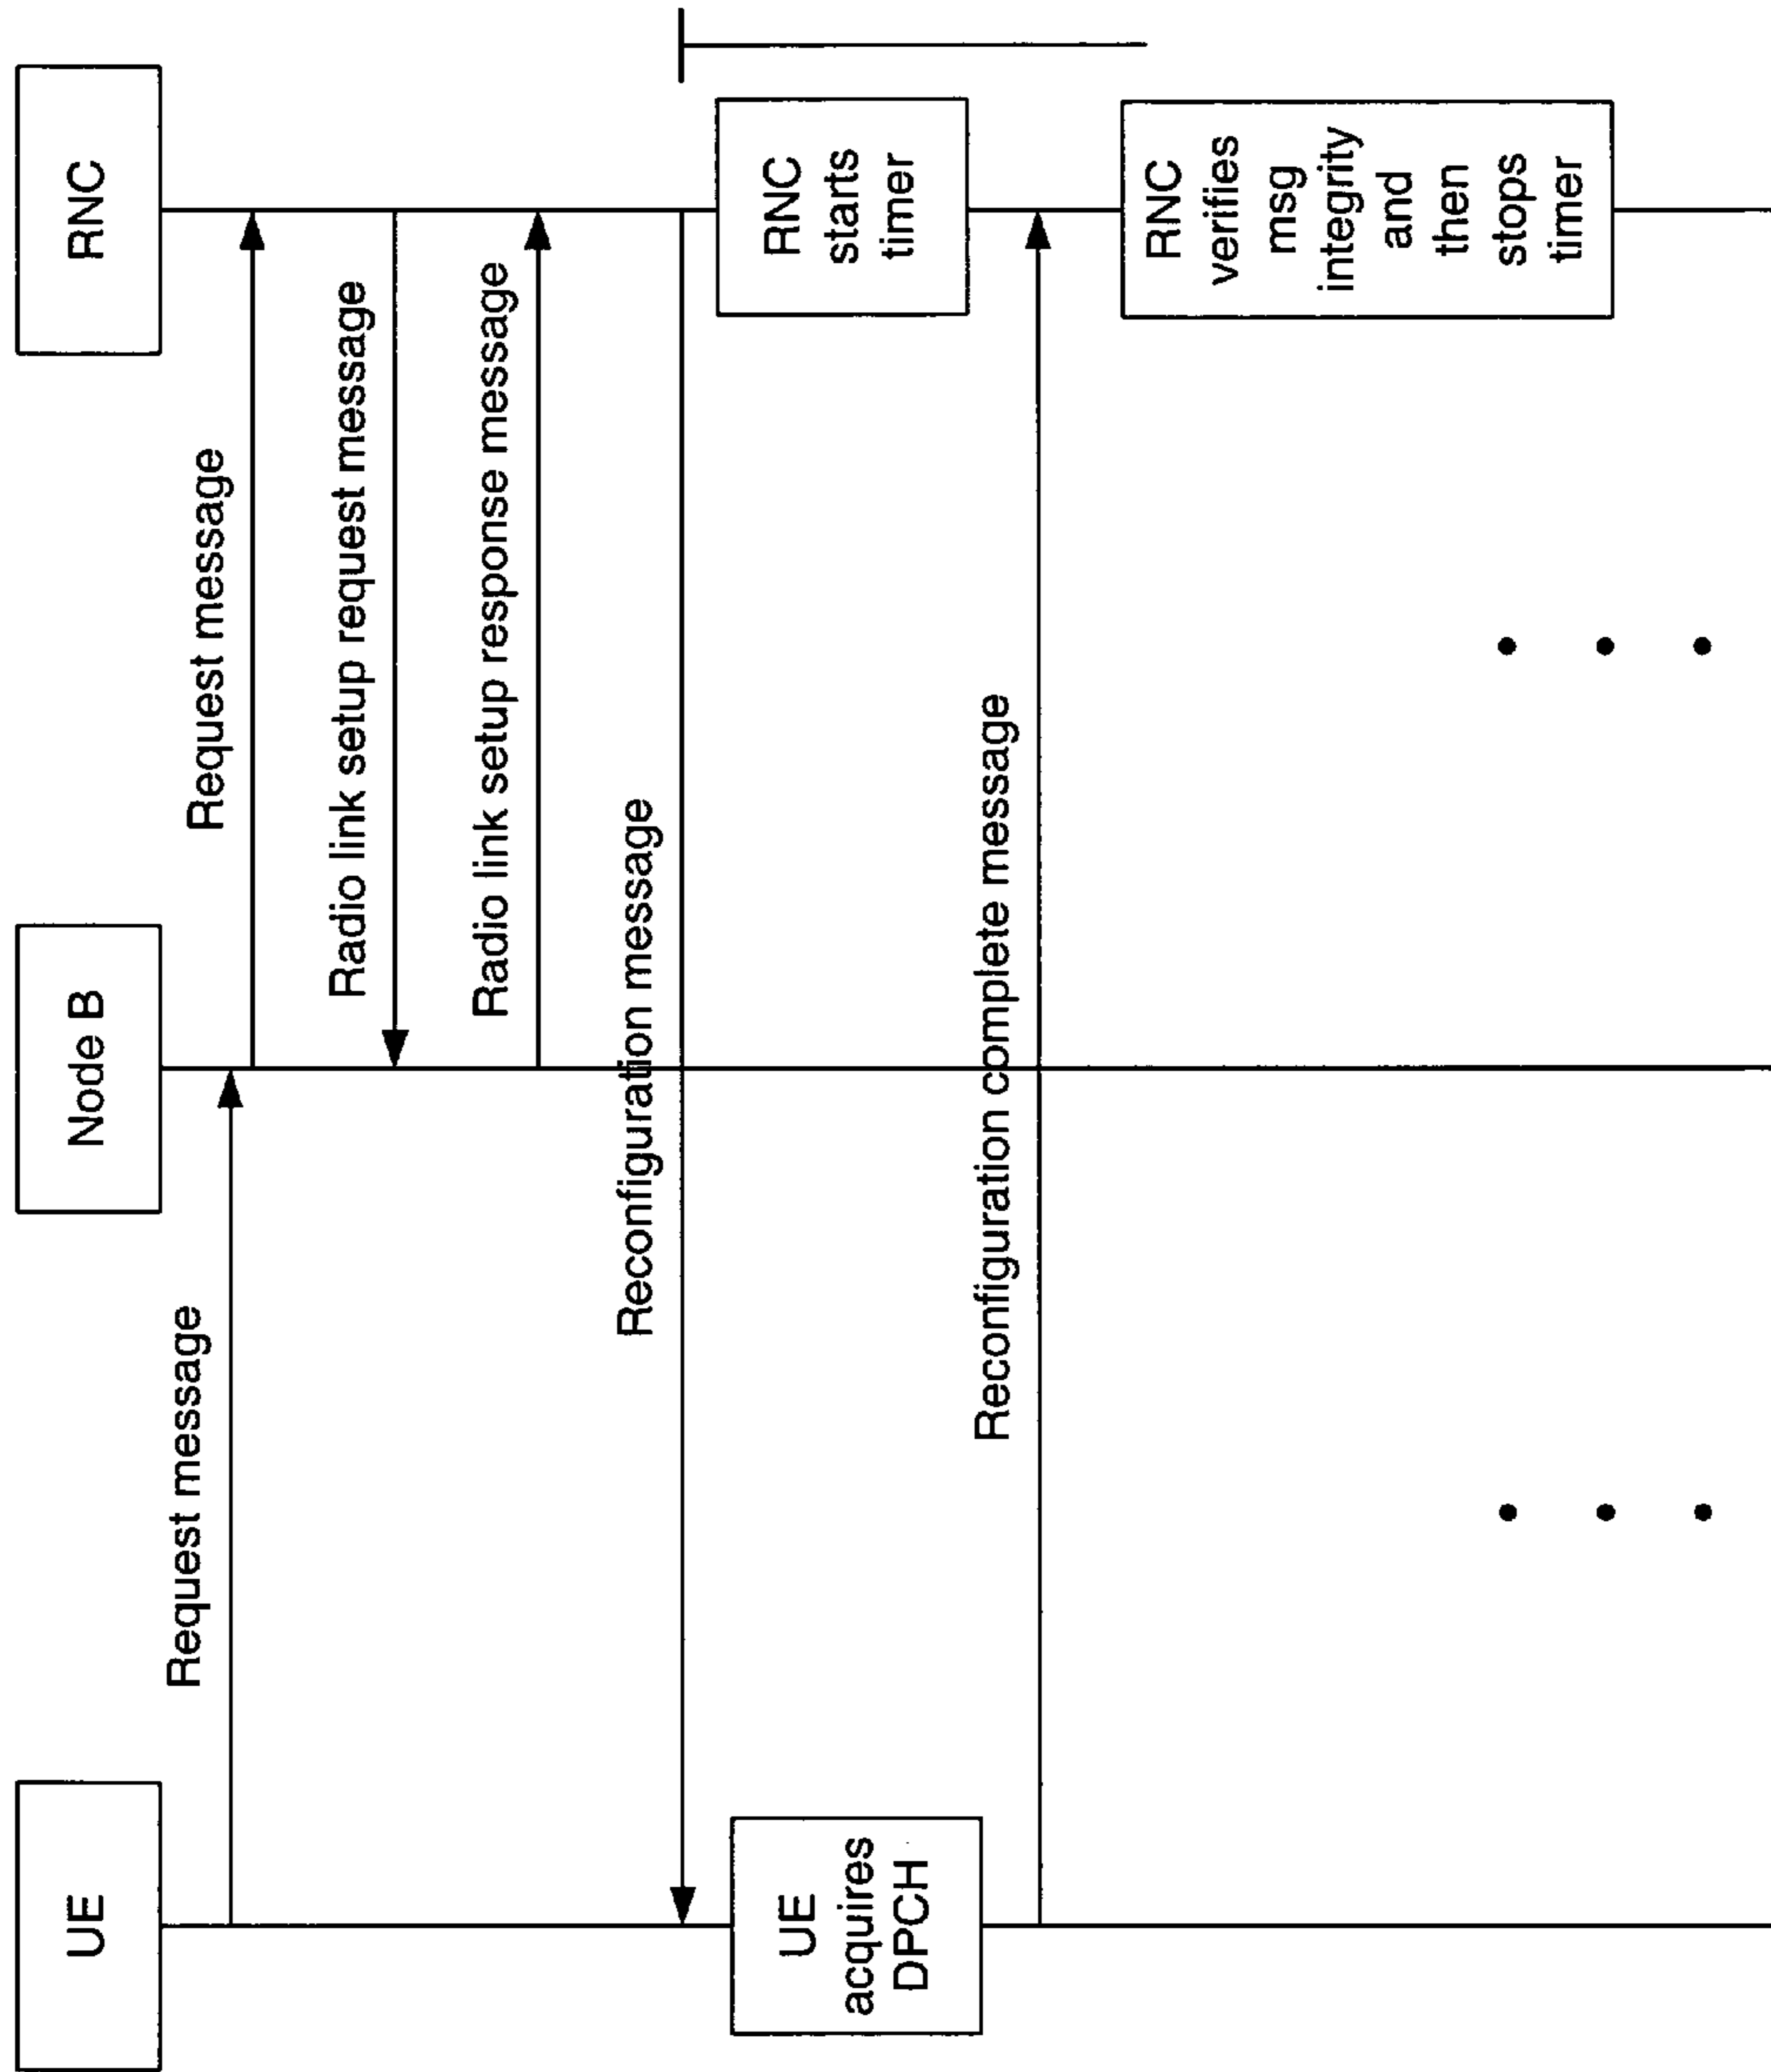 UE
Node B
RNC
Request message
Request message
Radio link setup request message
Radio link setup response message
Reconfiguration message
UE
acquires
DPCH
RNC
starts
timer
Reconfiguration complete message
RNC
verifies
msg
integrity
and
then
stops
timer